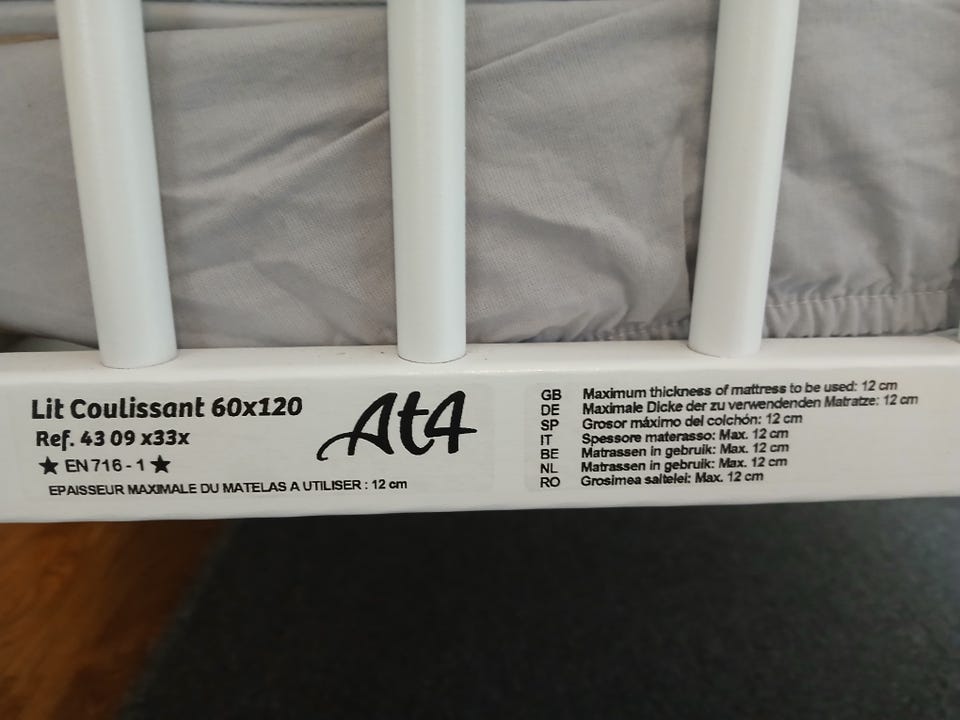 Lit Coulissant 60x120
Ref. 43 09 x33x
★ EN 716 - 1 ★
EPAISSEUR MAXIMALE DU MATELAS A UTILISER : 12 cm
At4
GB Maximum thickness of mattress to be used: 12 cm
DE Maximale Dicke der zu verwendenden Matratze: 12 cm
SP Grosor máximo del colchón: 12 cm
IT Spessore materasso: Max. 12 cm
BE Matrassen in gebruik: Max. 12 cm
NL Matrassen in gebruik: Max. 12 cm
RO Grosimea saltelei: Max. 12 cm